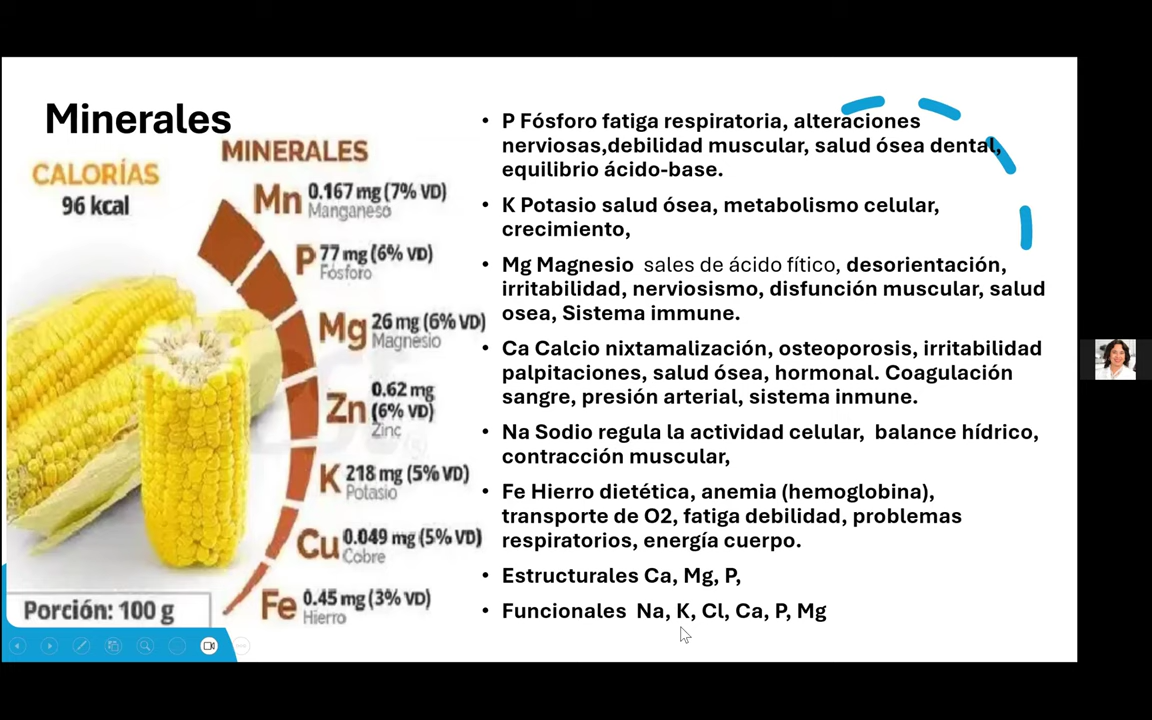 Minerales
CALORÍAS
96 kcal
MINERALES
Mn 0.167 mg (7% VD)
Manganeso
P 77 mg (6% VD)
Fósforo
Mg 26 mg (6% VD)
Magnesio
Zn 0.62 mg
(6% VD)
Zinc
K 218 mg (5% VD)
Potasio
Cu 0.049 mg (5% VD)
Cobre
Fe 0.45 mg (3% VD)
Hierro
Porción: 100 g
• P Fósforo fatiga respiratoria, alteraciones
nerviosas,debilidad muscular, salud ósea dental,
equilibrio ácido-base.
• K Potasio salud ósea, metabolismo celular,
crecimiento,
• Mg Magnesio sales de ácido fítico, desorientación,
irritabilidad, nerviosismo, disfunción muscular, salud
osea, Sistema immune.
• Ca Calcio nixtamalización, osteoporosis, irritabilidad
palpitaciones, salud ósea, hormonal. Coagulación
sangre, presión arterial, sistema inmune.
• Na Sodio regula la actividad celular, balance hídrico,
contracción muscular,
• Fe Hierro dietética, anemia (hemoglobina),
transporte de O2, fatiga debilidad, problemas
respiratorios, energía cuerpo.
• Estructurales Ca, Mg, P,
• Funcionales Na, K, Cl, Ca, P, Mg